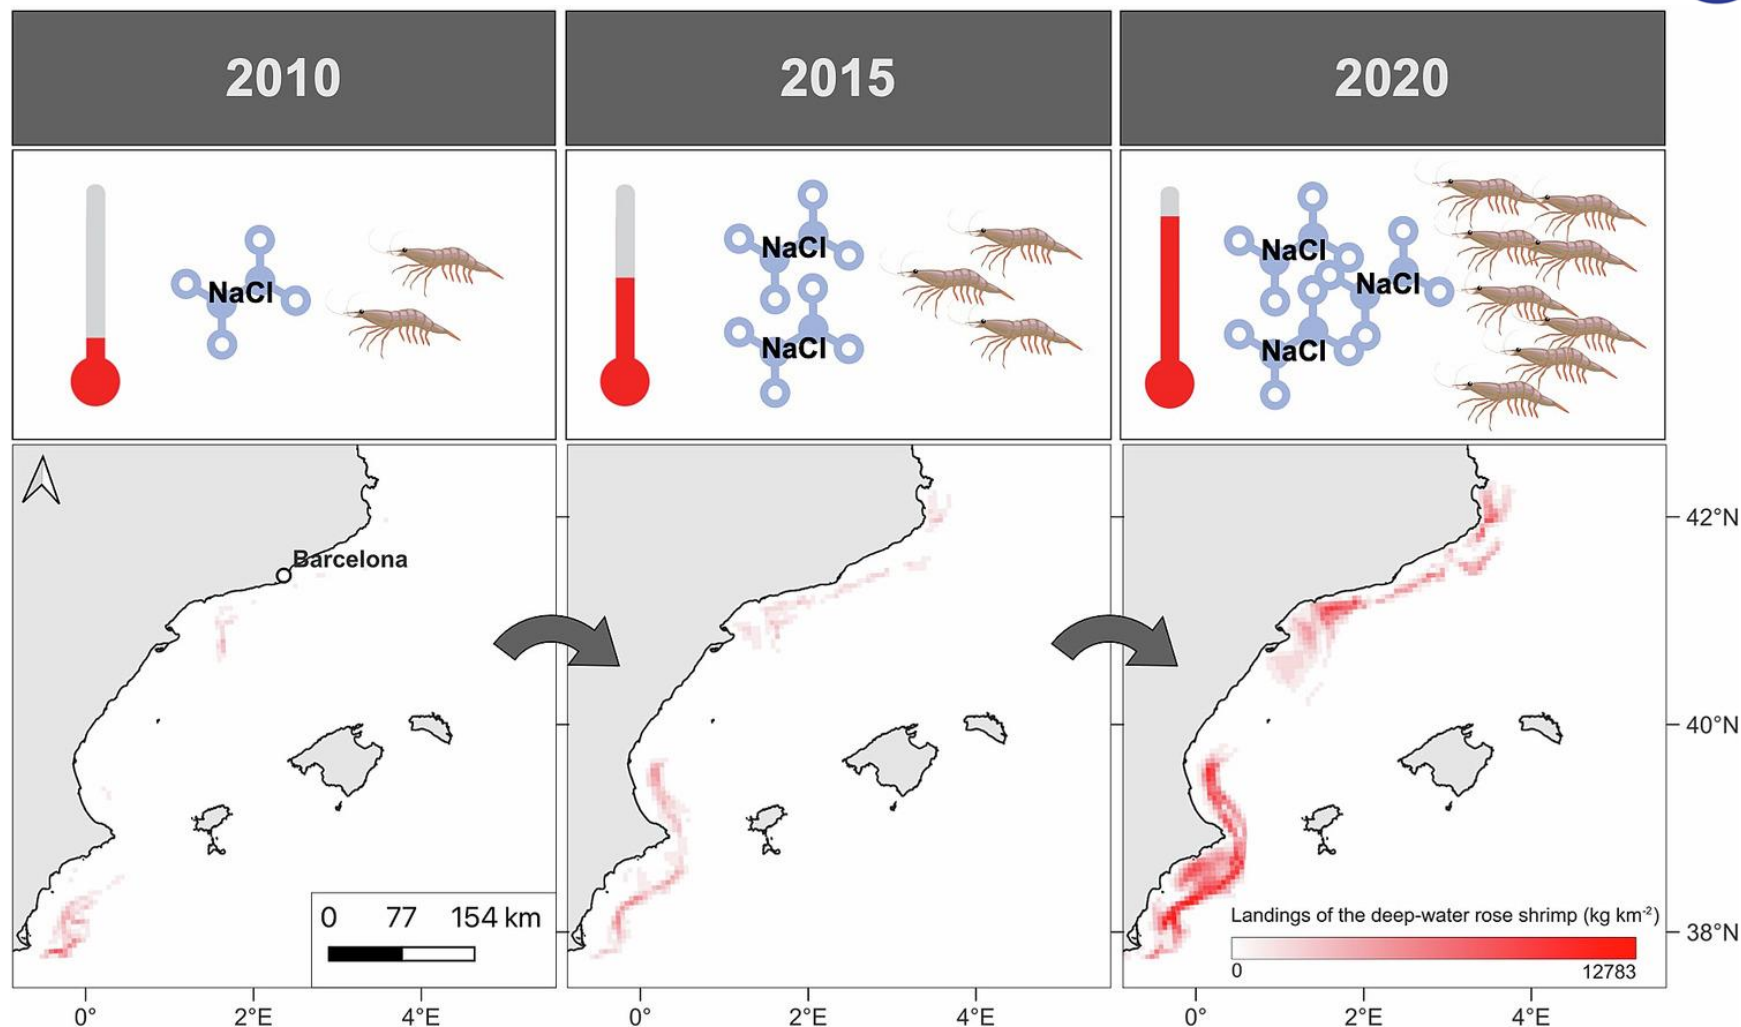 2010
2015
2020
NaCl
NaCl
NaCl
NaCl
NaCl
NaCl
Barcelona
0 77 154 km
Landings of the deep-water rose shrimp (kg km⁻²)
0 12783
42°N
40°N
38°N
0° 2°E 4°E
0° 2°E 4°E
0° 2°E 4°E